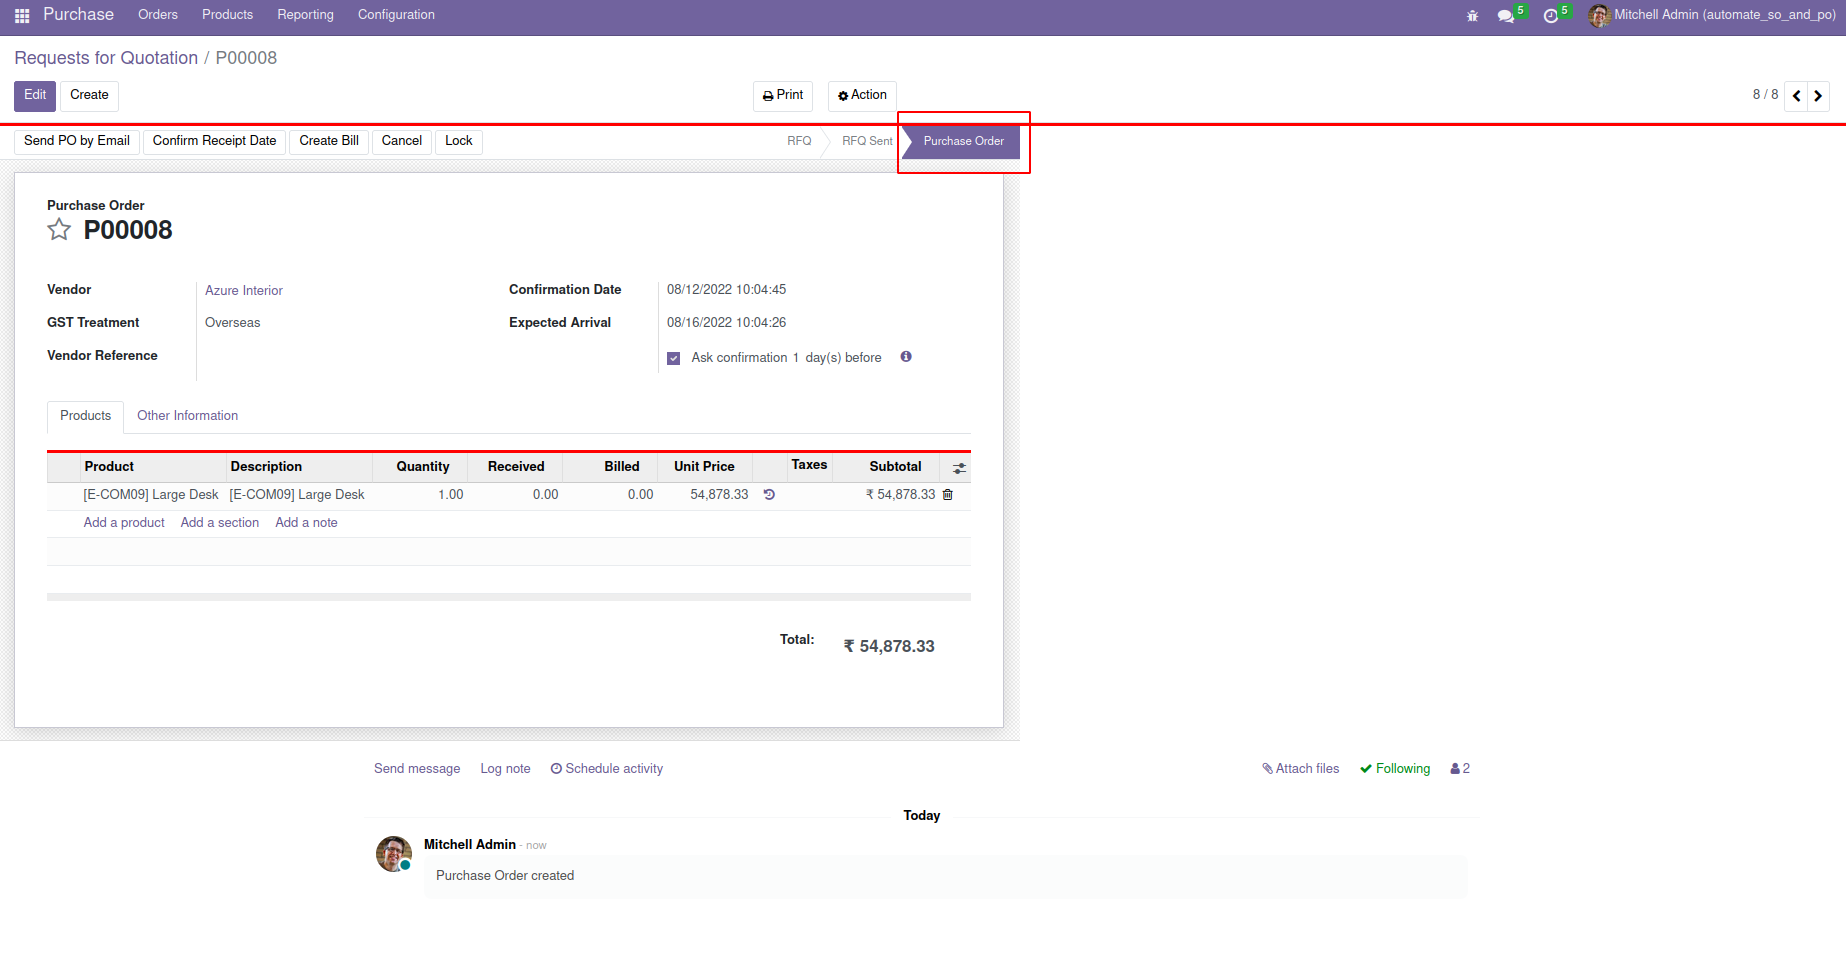 Purchase Orders Products Reporting Configuration 5 5 Mitchell Admin (automate_so_and_po)
Requests for Quotation / P00008
Edit Create Print Action 8 / 8
Send PO by Email Confirm Receipt Date Create Bill Cancel Lock RFQ RFQ Sent Purchase Order
Purchase Order
P00008
Vendor Azure Interior Confirmation Date 08/12/2022 10:04:45
GST Treatment Overseas Expected Arrival 08/16/2022 10:04:26
Vendor Reference Ask confirmation 1 day(s) before
Products Other Information
Product Description Quantity Received Billed Unit Price Taxes Subtotal
[E-COM09] Large Desk [E-COM09] Large Desk 1.00 0.00 0.00 54,878.33 ₹ 54,878.33
Add a product Add a section Add a note
Total: ₹ 54,878.33
Send message Log note Schedule activity Attach files Following 2
Today
Mitchell Admin - now
Purchase Order created